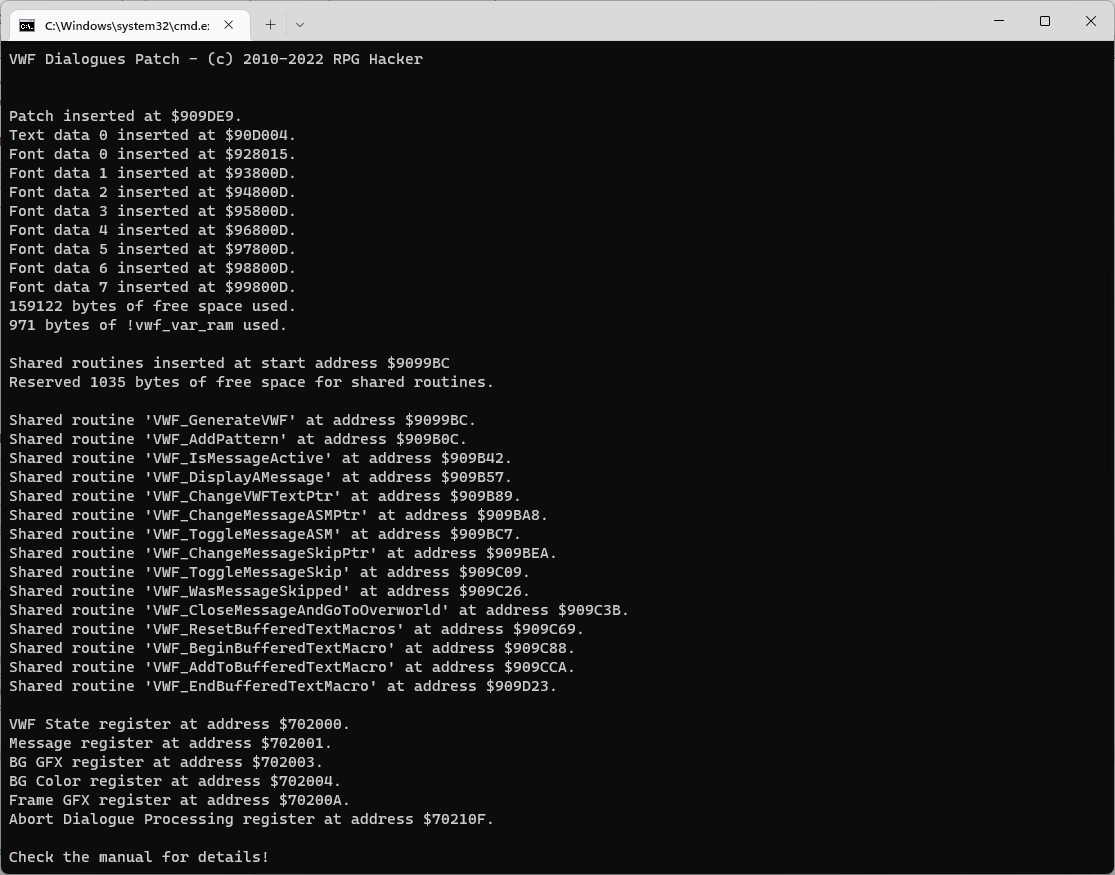 C:\Windows\system32\cmd.e:
VWF Dialogues Patch - (c) 2010-2022 RPG Hacker
Patch inserted at $909DE9.
Text data 0 inserted at $90D004.
Font data 0 inserted at $928015.
Font data 1 inserted at $93800D.
Font data 2 inserted at $94800D.
Font data 3 inserted at $95800D.
Font data 4 inserted at $96800D.
Font data 5 inserted at $97800D.
Font data 6 inserted at $98800D.
Font data 7 inserted at $99800D.
159122 bytes of free space used.
971 bytes of !vwf_var_ram used.
Shared routines inserted at start address $9099BC
Reserved 1035 bytes of free space for shared routines.
Shared routine 'VWF_GenerateVWF' at address $9099BC.
Shared routine 'VWF_AddPattern' at address $909B0C.
Shared routine 'VWF_IsMessageActive' at address $909B42.
Shared routine 'VWF_DisplayAMessage' at address $909B57.
Shared routine 'VWF_ChangeVWFTextPtr' at address $909B89.
Shared routine 'VWF_ChangeMessageASMPtr' at address $909BA8.
Shared routine 'VWF_ToggleMessageASM' at address $909BC7.
Shared routine 'VWF_ChangeMessageSkipPtr' at address $909BEA.
Shared routine 'VWF_ToggleMessageSkip' at address $909C09.
Shared routine 'VWF_WasMessageSkipped' at address $909C26.
Shared routine 'VWF_CloseMessageAndGoToOverworld' at address $909C3B.
Shared routine 'VWF_ResetBufferedTextMacros' at address $909C69.
Shared routine 'VWF_BeginBufferedTextMacro' at address $909C88.
Shared routine 'VWF_AddToBufferedTextMacro' at address $909CCA.
Shared routine 'VWF_EndBufferedTextMacro' at address $909D23.
VWF State register at address $702000.
Message register at address $702001.
BG GFX register at address $702003.
BG Color register at address $702004.
Frame GFX register at address $70200A.
Abort Dialogue Processing register at address $70210F.
Check the manual for details!